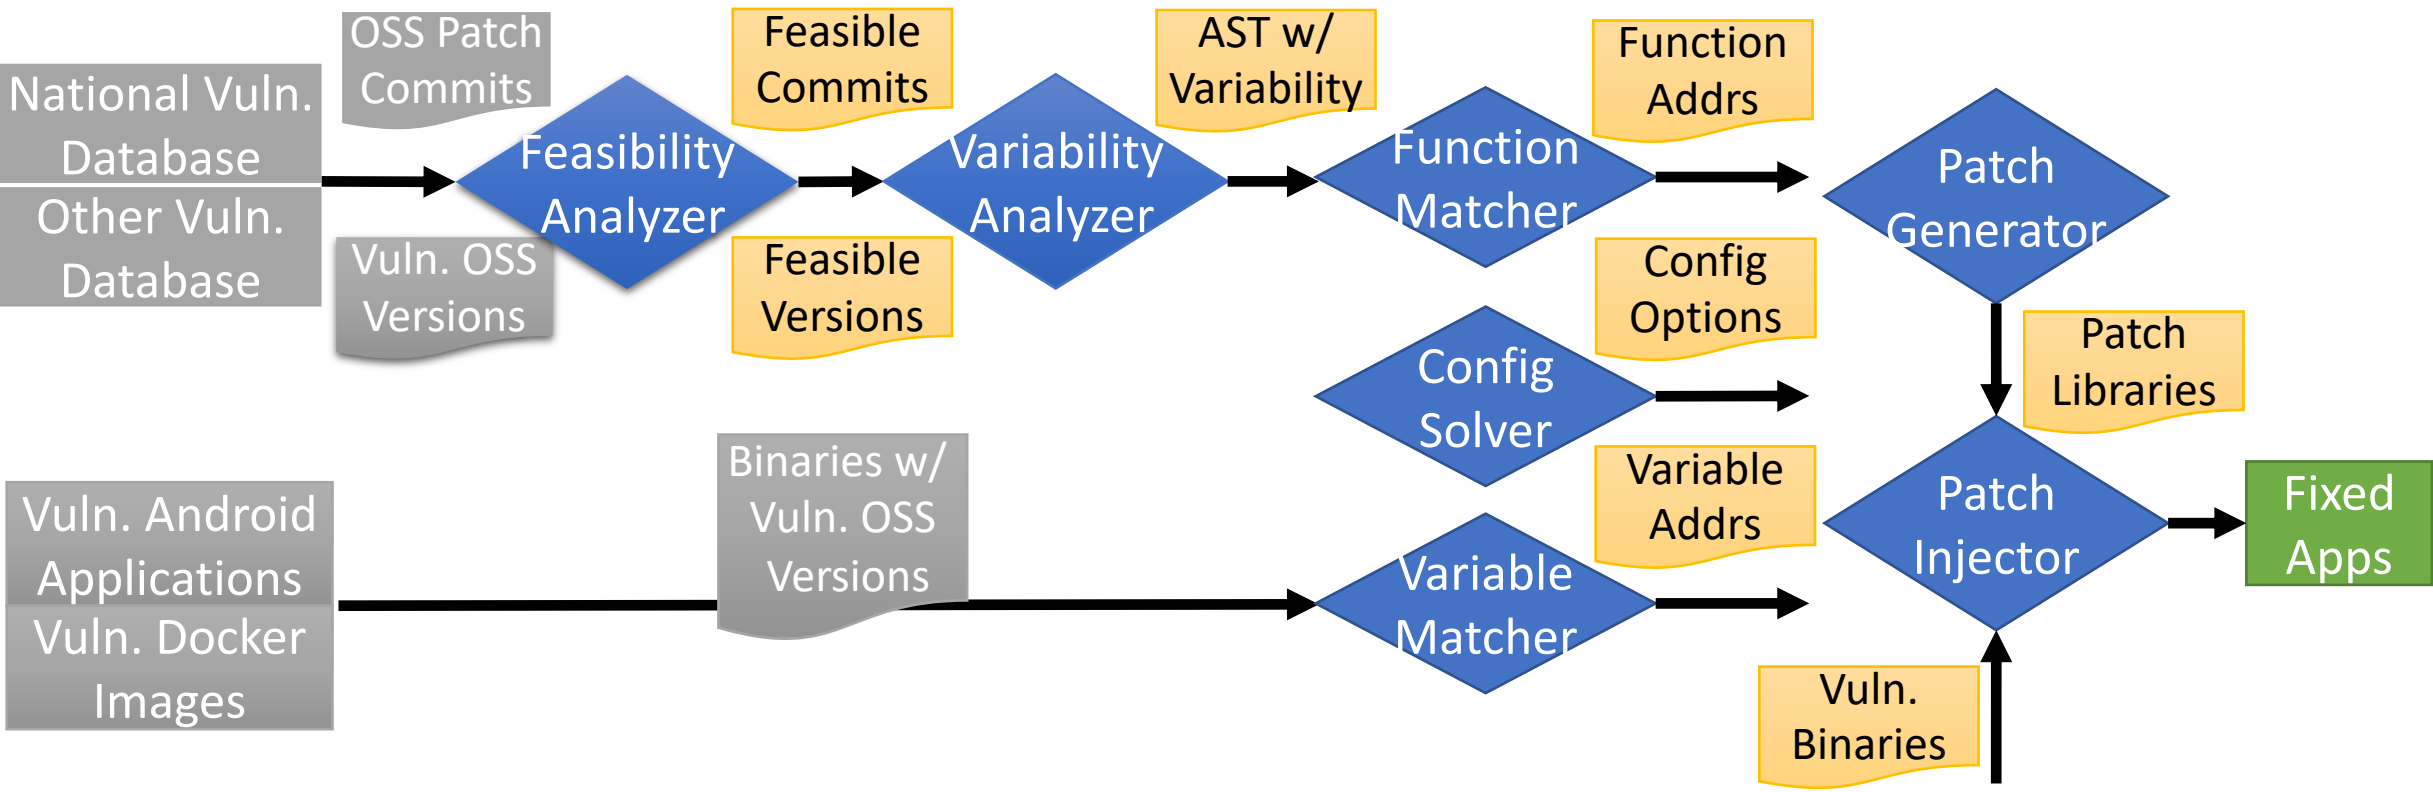 National Vuln.
Database
Other Vuln.
Database
OSS Patch
Commits
Vuln. OSS
Versions
Feasibility
Analyzer
Feasible
Commits
Feasible
Versions
Variability
Analyzer
AST w/
Variability
Function
Matcher
Function
Addrs
Config
Options
Config
Solver
Variable
Addrs
Variable
Matcher
Patch
Generator
Patch
Libraries
Patch
Injector
Fixed
Apps
Vuln.
Binaries
Vuln. Android
Applications
Vuln. Docker
Images
Binaries w/
Vuln. OSS
Versions